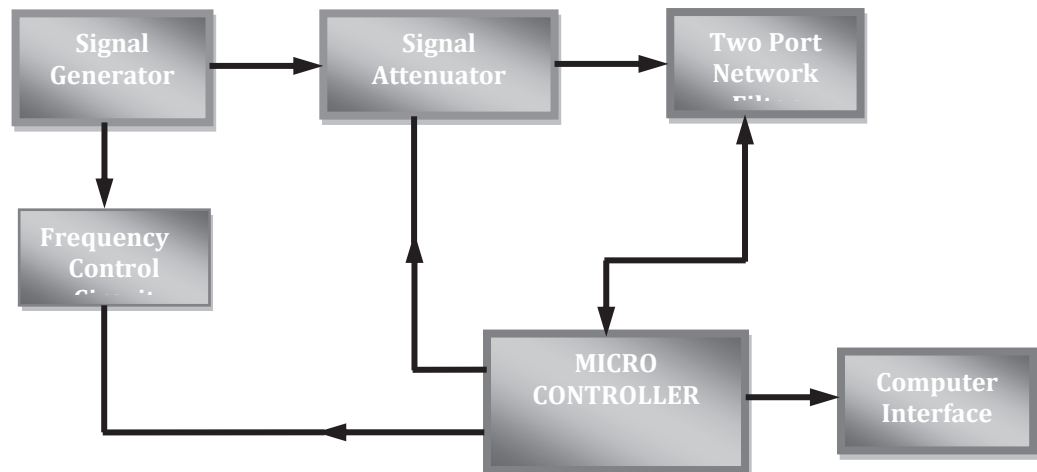 Signal
Generator
Signal
Attenuator
Two Port
Network
Frequency
Control
MICRO
CONTROLLER
Computer
Interface